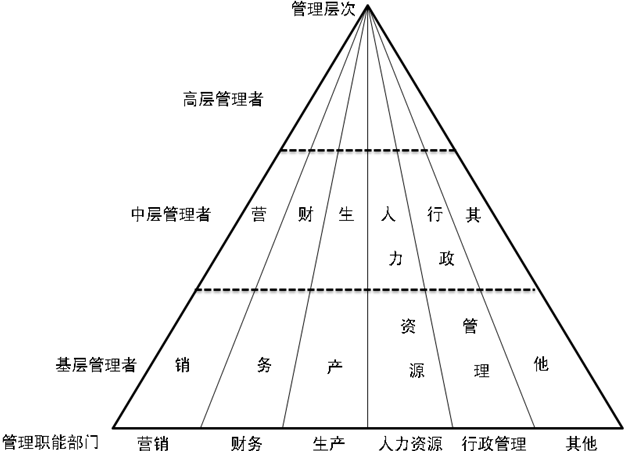 管理层次
高层管理者
中层管理者 营 财 生 人 行 其
力 政
资 管
基层管理者 销 务 产 源 理 他
管理职能部门 营销 财务 生产 人力资源 行政管理 其他